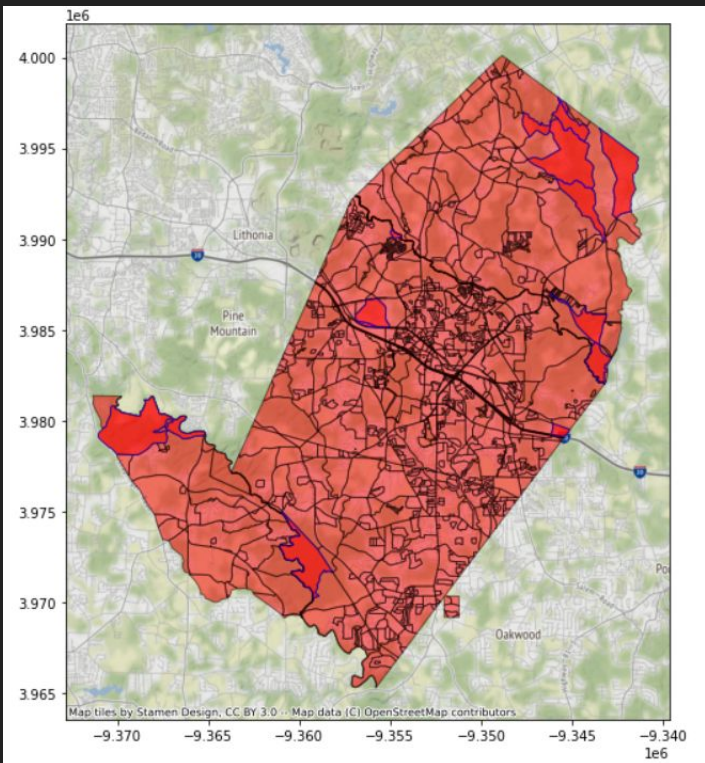 1e6
4.000
3.995
3.990
3.985
3.980
3.975
3.970
3.965
Lithonia
Pine
Mountain
Oakwood
Map tiles by Stamen Design, CC BY 3.0 -- Map data (C) OpenStreetMap contributors
−9.370
−9.365
−9.360
−9.355
−9.350
−9.345
−9.340
1e6